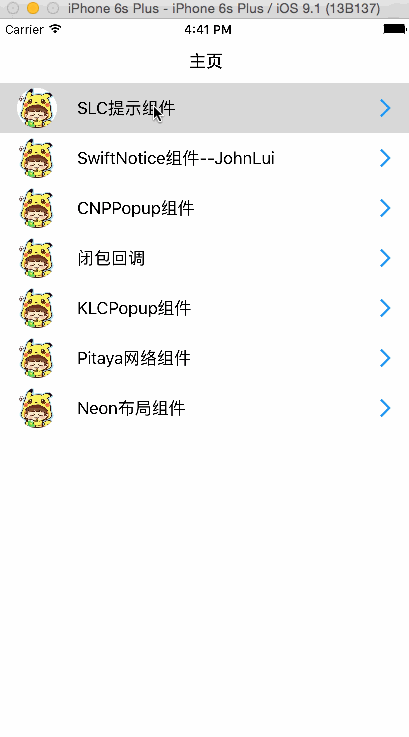 iPhone 6s Plus - iPhone 6s Plus / iOS 9.1 (13B137)
Carrier 4:41 PM
主页
SLC提示组件
SwiftNotice组件--JohnLui
CNPPopup组件
闭包回调
KLCPopup组件
Pitaya网络组件
Neon布局组件